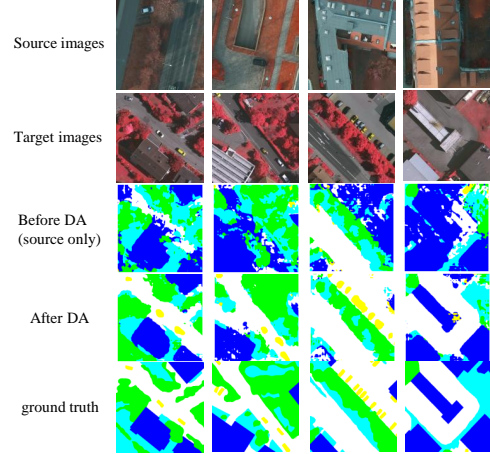 Source images
Target images
Before DA
(source only)
After DA
ground truth